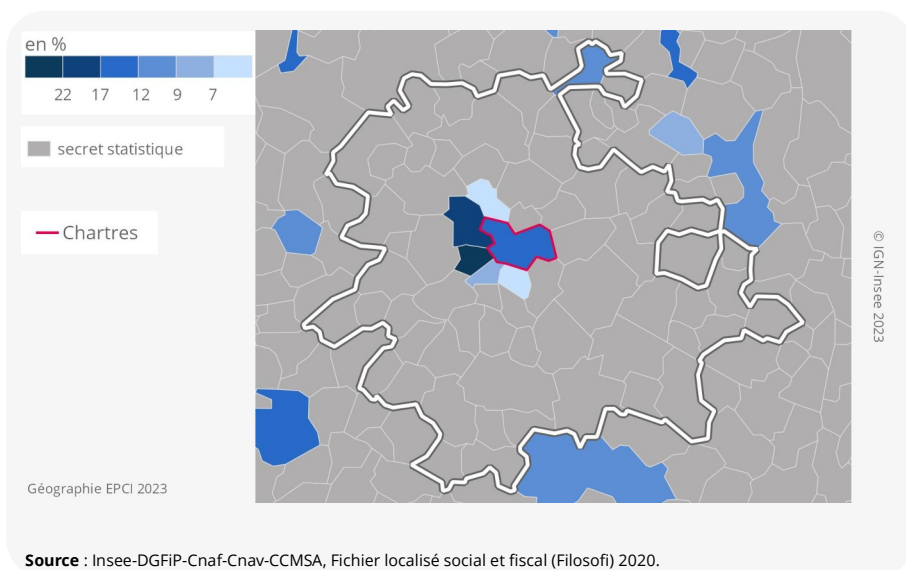 en %
22 17 12 9 7
secret statistique
Chartres
© IGN-Insee 2023
Géographie EPCI 2023
Source : Insee-DGFiP-Cnaf-Cnav-CCMSA, Fichier localisé social et fiscal (Filosofi) 2020.